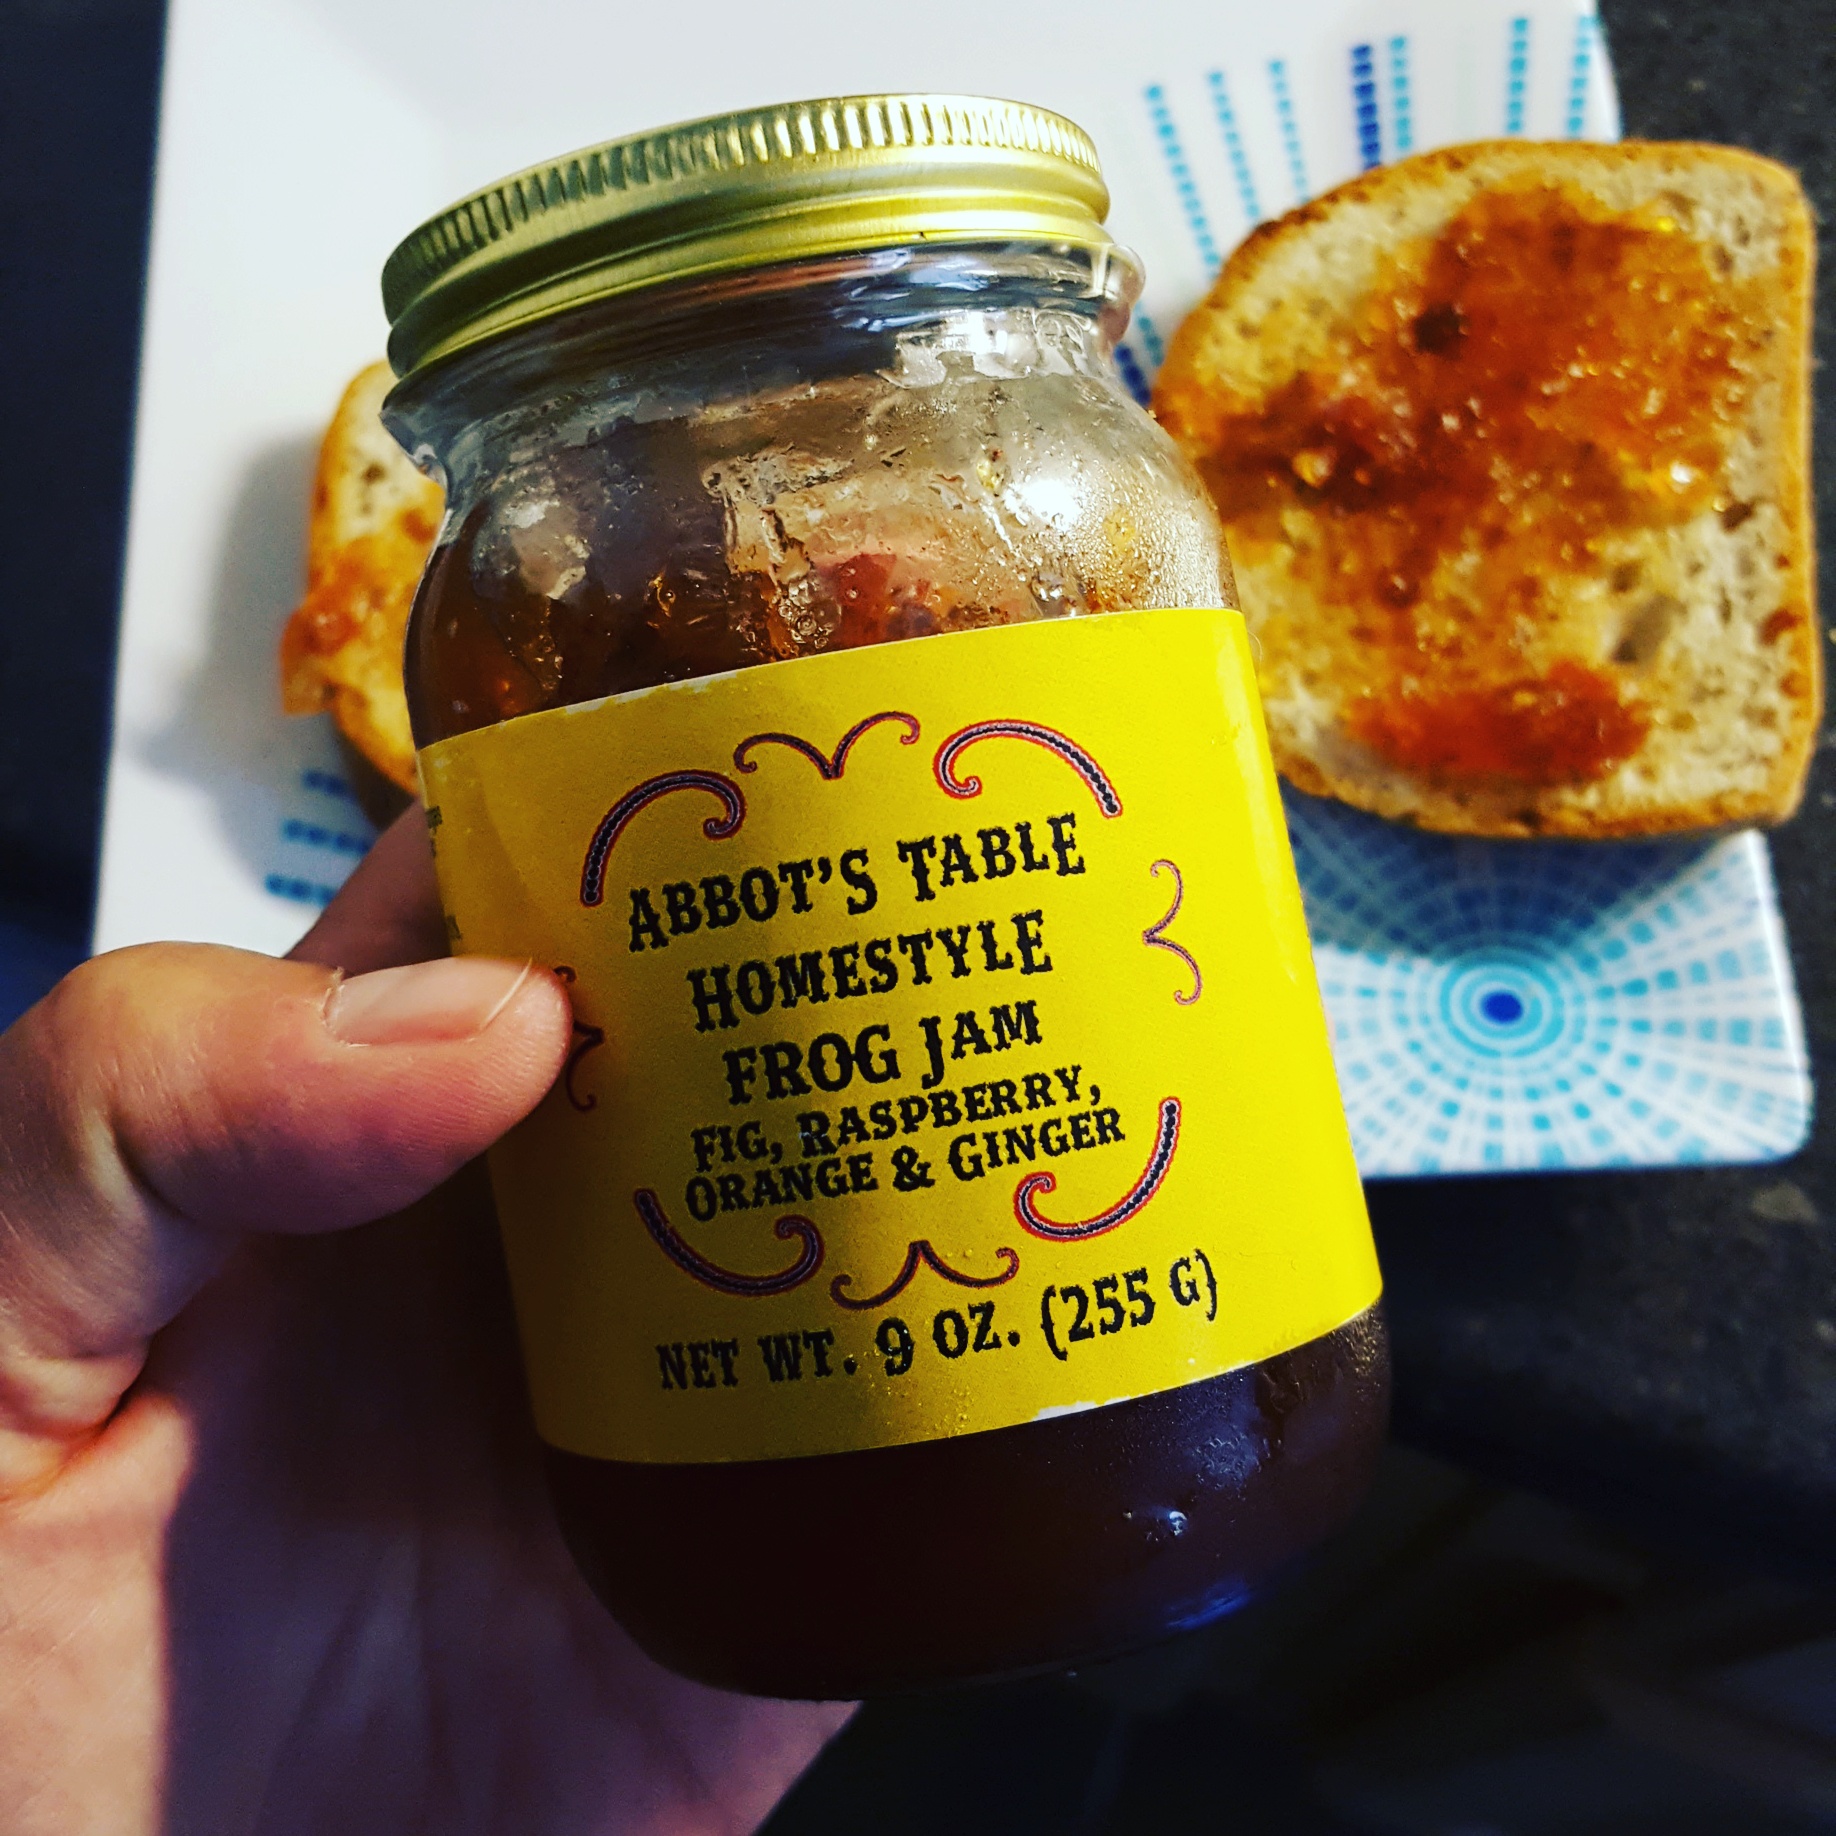 ABBOT'S TABLE
HOMESTYLE
FROG JAM
FIG, RASPBERRY,
ORANGE & GINGER
NET WT. 9 OZ. (255 G)